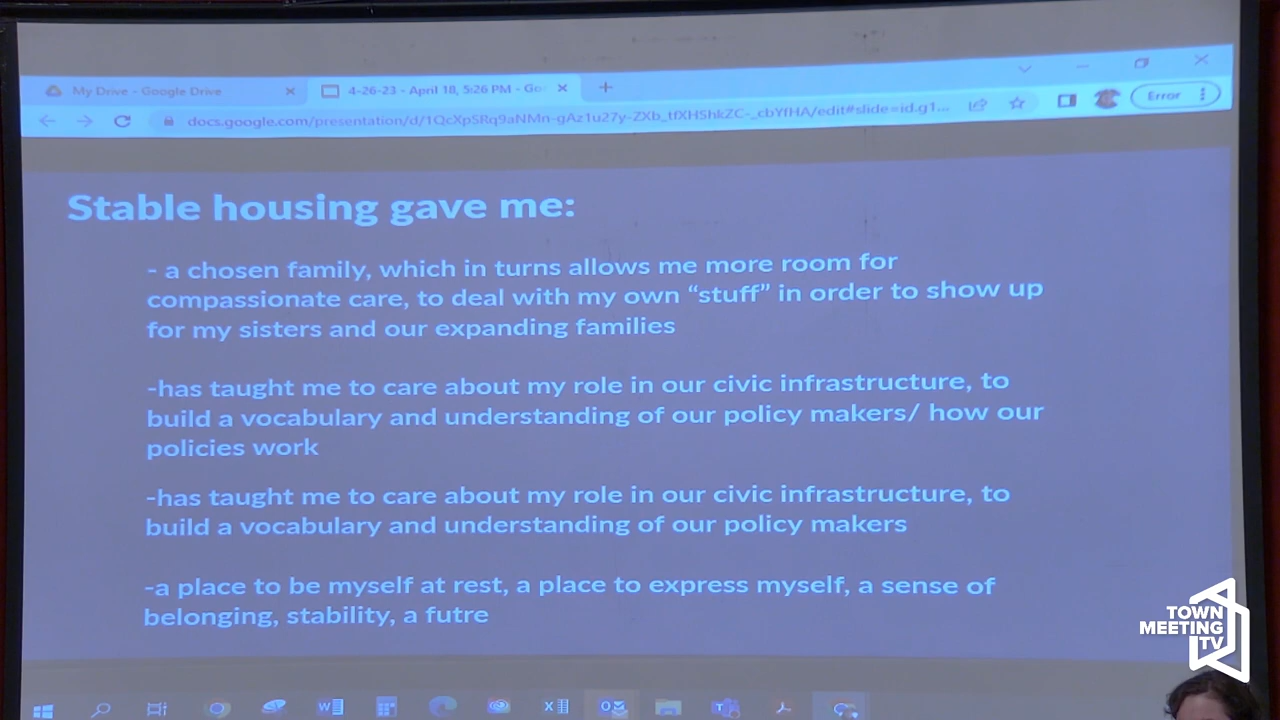 My Drive - Google Drive
4-26-23 - April 18, 5:26 PM - Go
Error
Stable housing gave me:
- a chosen family, which in turns allows me more room for
compassionate care, to deal with my own “stuff” in order to show up
for my sisters and our expanding families
-has taught me to care about my role in our civic infrastructure, to
build a vocabulary and understanding of our policy makers/ how our
policies work
-has taught me to care about my role in our civic infrastructure, to
build a vocabulary and understanding of our policy makers
-a place to be myself at rest, a place to express myself, a sense of
belonging, stability, a futre
TOWN
MEETING
TV